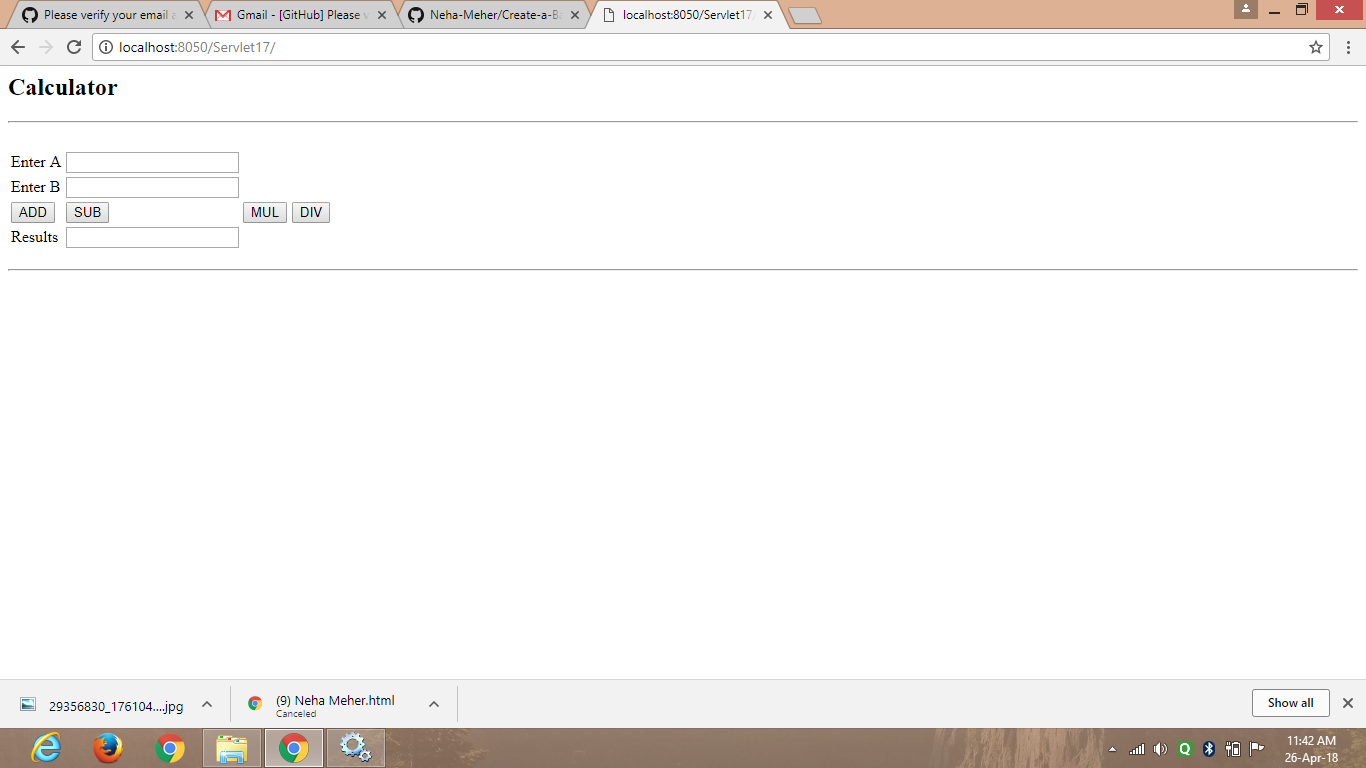 Please verify your email a
Gmail - [GitHub] Please v
Neha-Meher/Create-a-Ba
localhost:8050/Servlet17/
localhost:8050/Servlet17/
Calculator
Enter A
Enter B
ADD SUB MUL DIV
Results
29356830_176104....jpg
(9) Neha Meher.html
Canceled
Show all
Q
11:42 AM
26-Apr-18